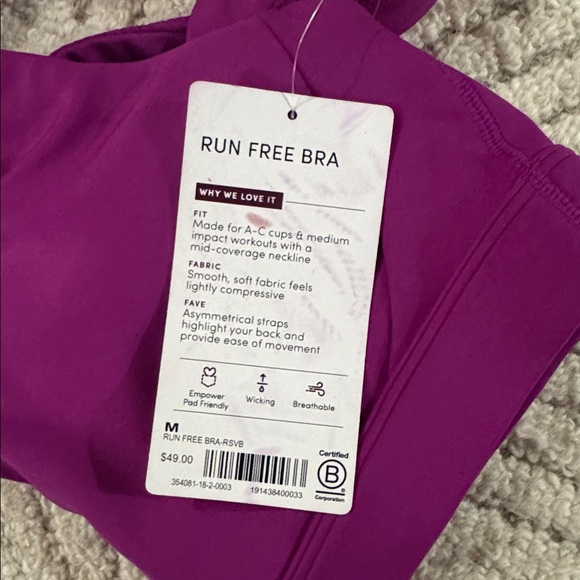 RUN FREE BRA
WHY WE LOVE IT
FIT
Made for A-C cups & medium
impact workouts with a
mid-coverage neckline
FABRIC
Smooth, soft fabric feels
lightly compressive
FAVE
Asymmetrical straps
highlight your back and
provide ease of movement
Empower
Pad Friendly
Wicking
Breathable
M
RUN FREE BRA-RSVB
$49.00
354081-18-2-0003
191438400033
Certified
B
®
Corporation